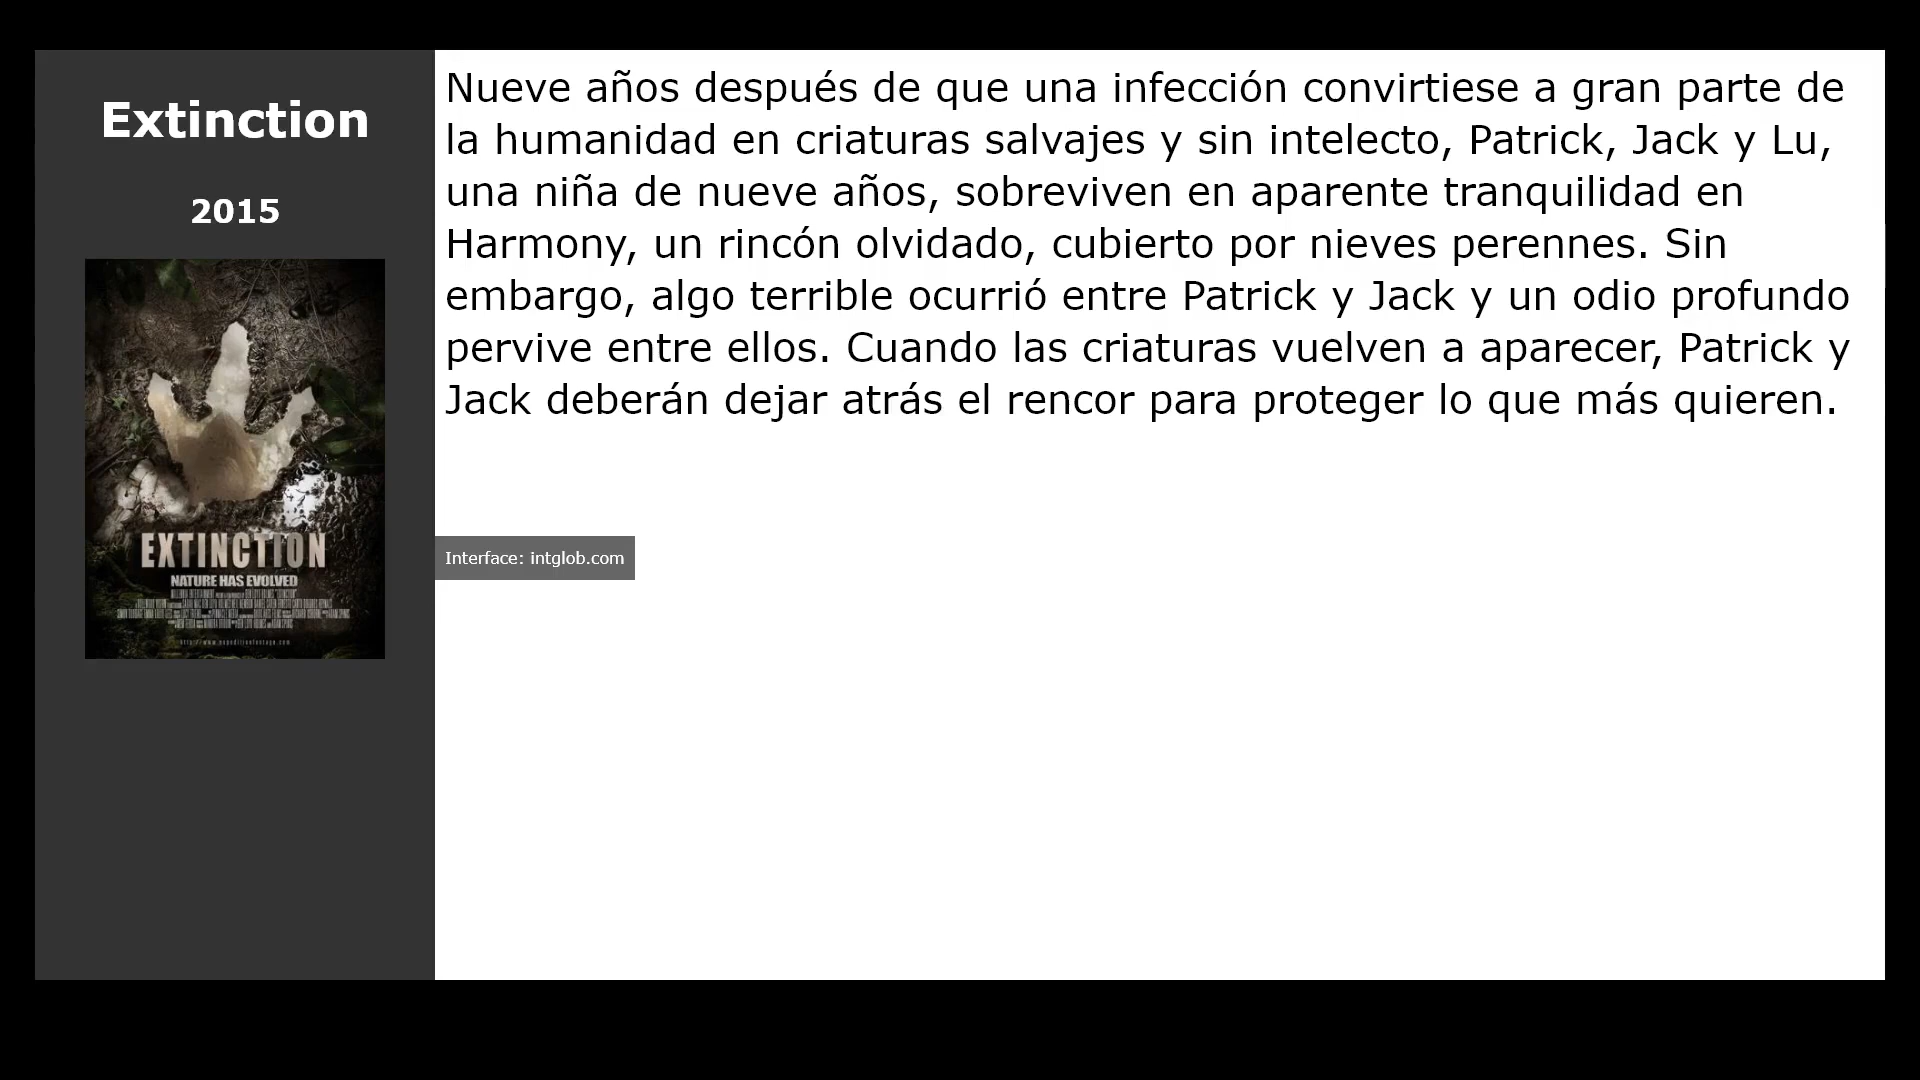 Extinction
2015
EXTINCTION
NATURE HAS EVOLVED
Nueve años después de que una infección convirtiese a gran parte de
la humanidad en criaturas salvajes y sin intelecto, Patrick, Jack y Lu,
una niña de nueve años, sobreviven en aparente tranquilidad en
Harmony, un rincón olvidado, cubierto por nieves perennes. Sin
embargo, algo terrible ocurrió entre Patrick y Jack y un odio profundo
pervive entre ellos. Cuando las criaturas vuelven a aparecer, Patrick y
Jack deberán dejar atrás el rencor para proteger lo que más quieren.
Interface: intglob.com